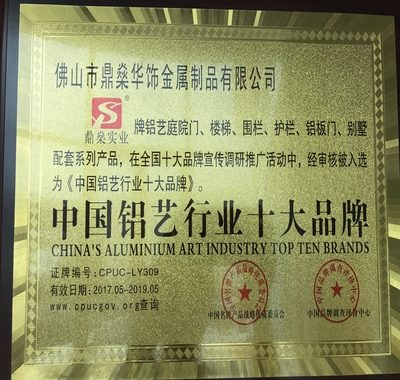 佛山市鼎燊华饰金属制品有限公司
S
鼎燊实业
牌铝艺庭院门、楼梯、围栏、护栏、铝板门、别墅
配套系列产品，在全国十大品牌宣传调研推广活动中，经审核被入选
为《中国铝艺行业十大品牌》。
中国铝艺行业十大品牌
CHINA'S ALUMINIUM ART INDUSTRY TOP TEN BRANDS
证牌编号：CPUC-LY309
有效日期：2017.05-2019.05
www.cpucgov.org查询
中国名牌产品战略推进委员会
中国品牌调查评价中心